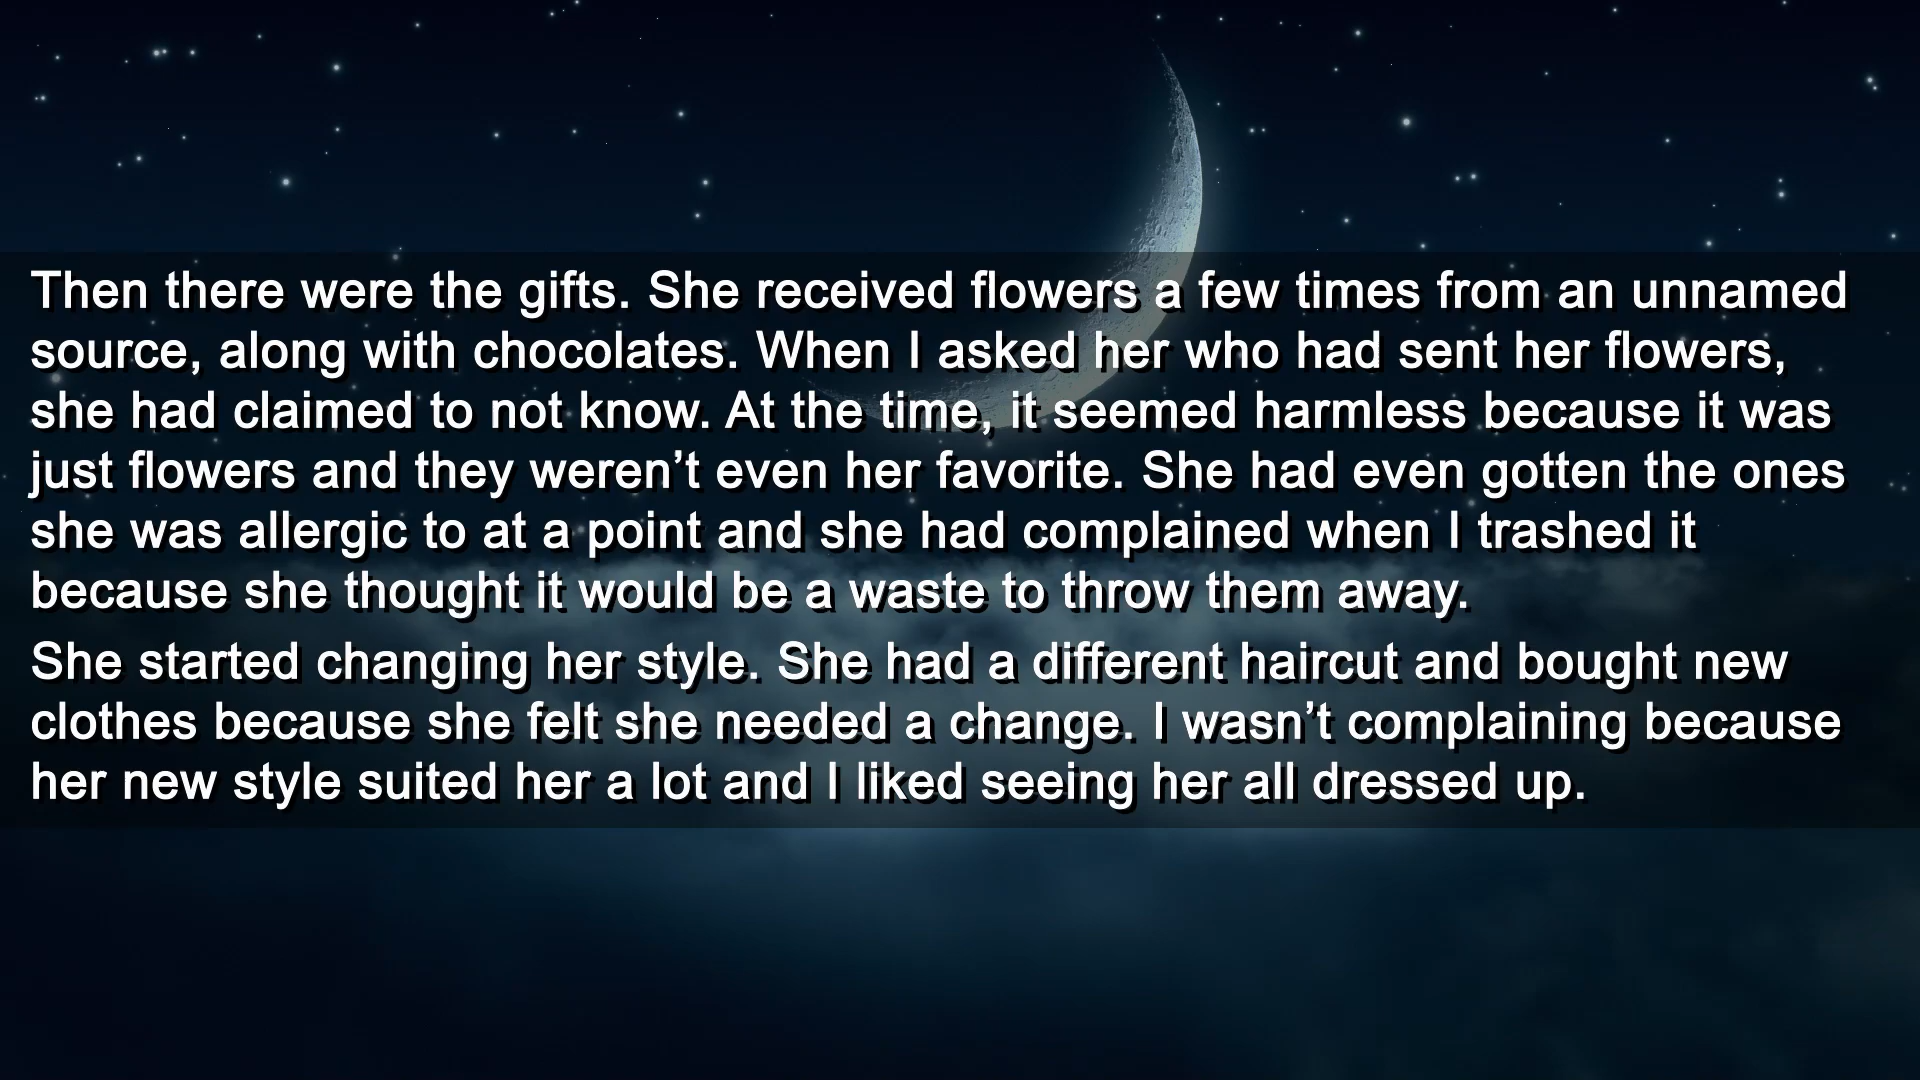 Then there were the gifts. She received flowers a few times from an unnamed
source, along with chocolates. When I asked her who had sent her flowers,
she had claimed to not know. At the time, it seemed harmless because it was
just flowers and they weren’t even her favorite. She had even gotten the ones
she was allergic to at a point and she had complained when I trashed it
because she thought it would be a waste to throw them away.
She started changing her style. She had a different haircut and bought new
clothes because she felt she needed a change. I wasn’t complaining because
her new style suited her a lot and I liked seeing her all dressed up.